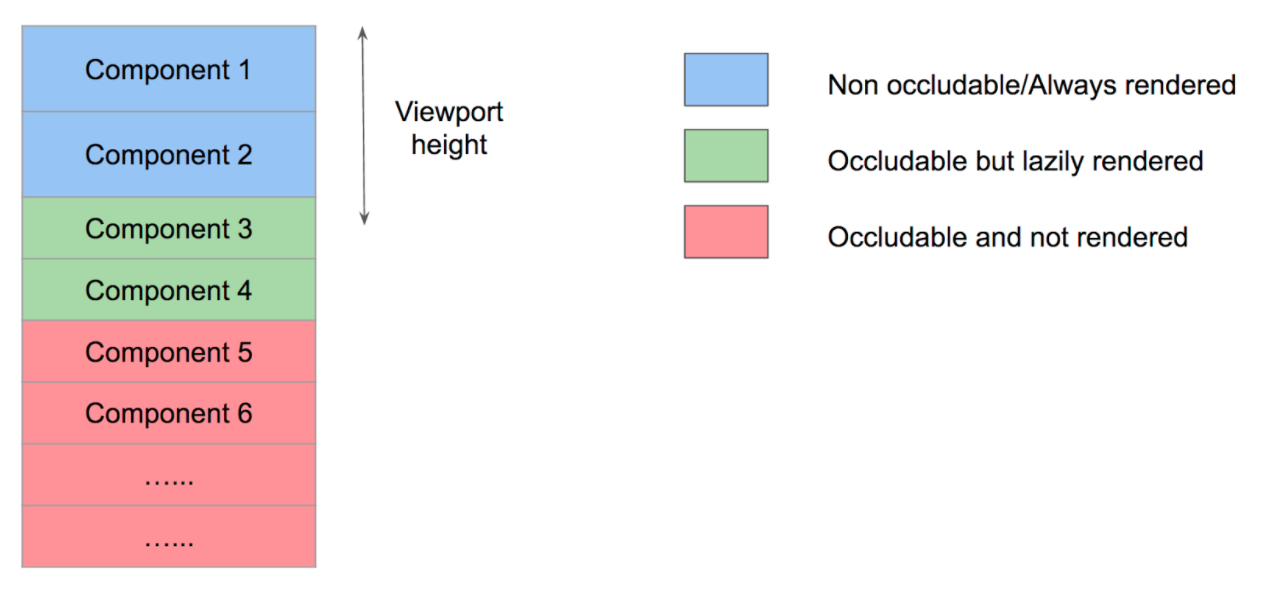 Component 1
Component 2
Component 3
Component 4
Component 5
Component 6
…...
…...
Viewport
height
Non occludable/Always rendered
Occludable but lazily rendered
Occludable and not rendered